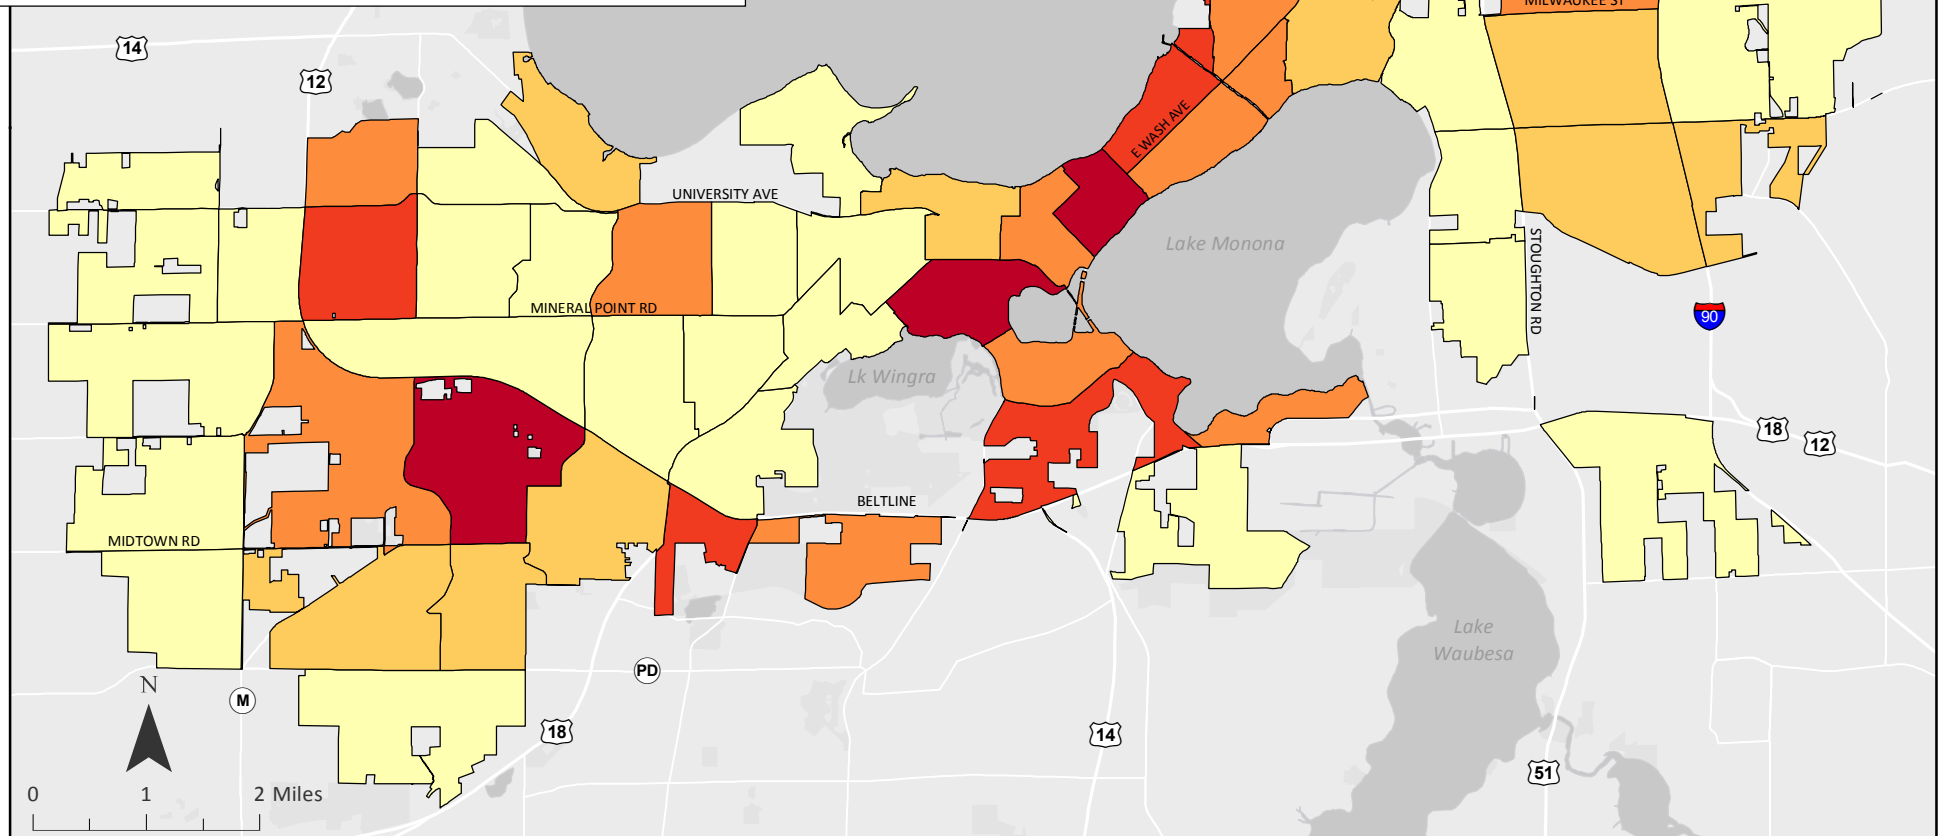 MILWAUKEE ST
14
12
E WASH AVE
UNIVERSITY AVE
Lake Monona
STOUGHTON RD
MINERAL POINT RD
90
Lk Wingra
18
12
BELTLINE
MIDTOWN RD
Lake
Waubesa
PD
N
M
18
14
51
0 1 2 Miles